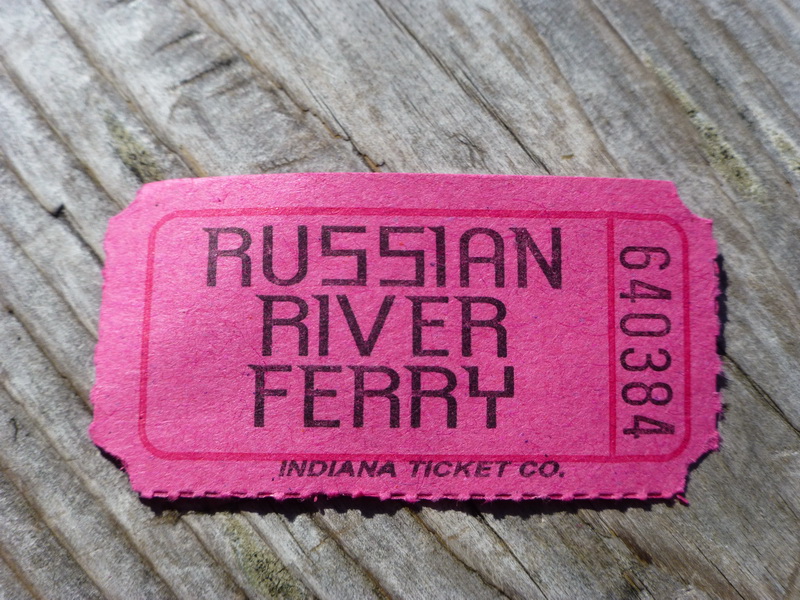 RUSSIAN
RIVER
FERRY
640384
INDIANA TICKET CO.